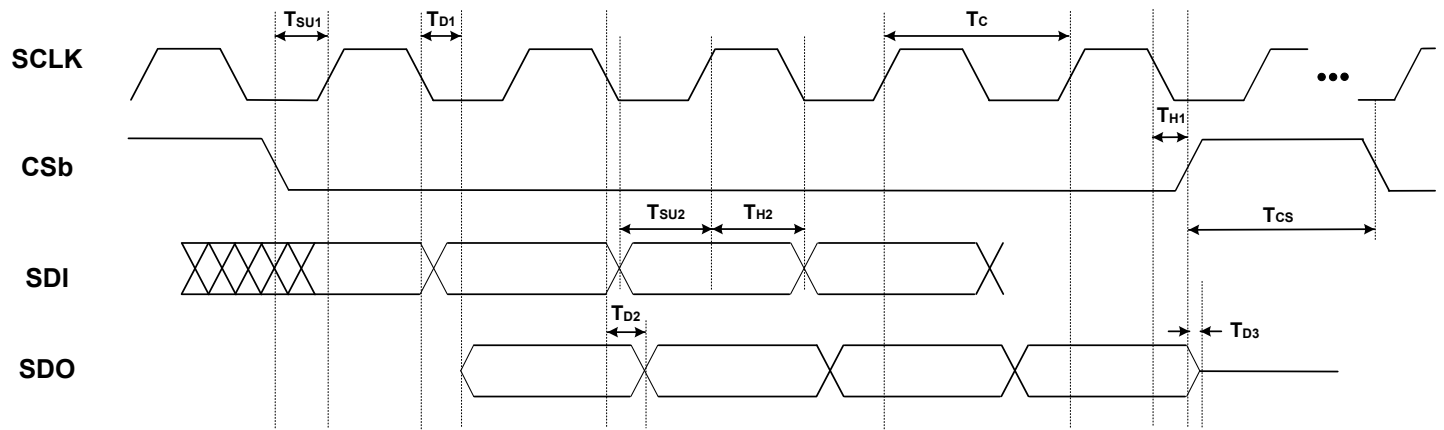 TSU1 TD1 TC
SCLK •••
TH1
CSb
TSU2 TH2 TCS
SDI
TD2 TD3
SDO